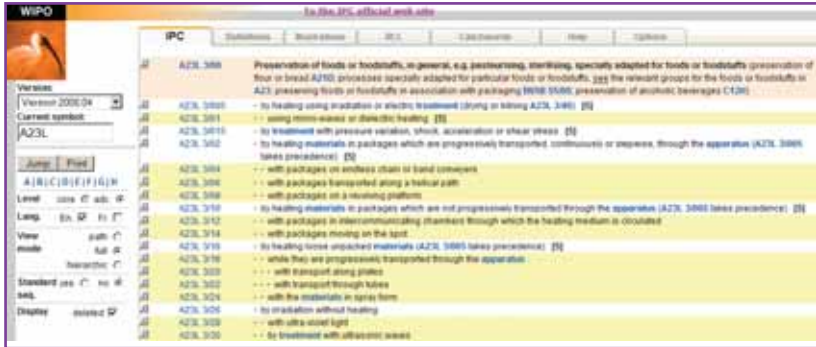 WIPO
to the IPC official web site
IPC Definitions Illustrations RCL Catchwords Help Options
A23L 3/00 Preservation of foods or foodstuffs, in general, e.g. pasteurising, sterilising, specially adapted for foods or foodstuffs (preservation of
flour or bread A21D; processes specially adapted for particular foods or foodstuffs, see the relevant groups for the foods or foodstuffs in
A23; preserving foods or foodstuffs in association with packaging B65B 55/00; preservation of alcoholic beverages C12H)
Version
Version 2006.04
Current symbol:
A23L
Jump Print
A|B|C|D|E|F|G|H
Level core adv.
Lang. En. Fr.
View mode path
full
hierarchic
Standard seq. yes no
Display deleted
A23L 3/005 - by heating using irradiation or electric treatment (drying or kilning A23L 3/40) [5]
A23L 3/01 - - using micro-waves or dielectric heating [5]
A23L 3/015 - by treatment with pressure variation, shock, acceleration or shear stress [5]
A23L 3/02 - by heating materials in packages which are progressively transported, continuously or stepwise, through the apparatus (A23L 3/005
takes precedence) [5]
A23L 3/04 - - with packages on endless chain or band conveyors
A23L 3/06 - - with packages transported along a helical path
A23L 3/08 - - with packages on a revolving platform
A23L 3/10 - by heating materials in packages which are not progressively transported through the apparatus (A23L 3/005 takes precedence) [5]
A23L 3/12 - - with packages in intercommunicating chambers through which the heating medium is circulated
A23L 3/14 - - with packages moving on the spot
A23L 3/16 - by heating loose unpacked materials (A23L 3/005 takes precedence) [5]
A23L 3/18 - - while they are progressively transported through the apparatus
A23L 3/20 - - - with transport along plates
A23L 3/22 - - - with transport through tubes
A23L 3/24 - - - with the materials in spray form
A23L 3/26 - by irradiation without heating
A23L 3/28 - - with ultra-violet light
A23L 3/30 - - by treatment with ultrasonic waves